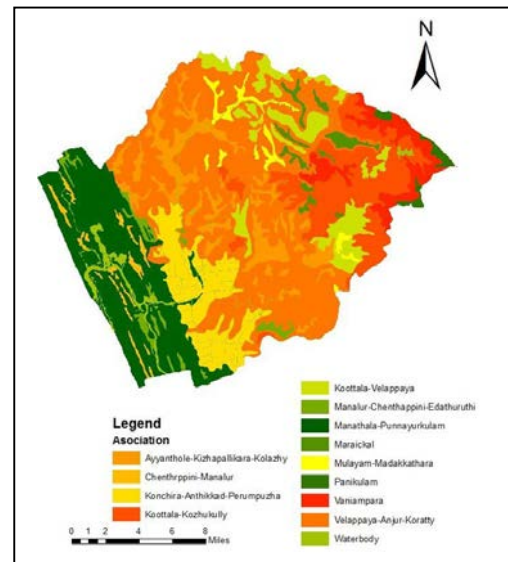 N
Legend
Asociation
Ayyanthole-Kizhapallikara-Kolazhy
Chenthrppini-Manalur
Konchira-Anthikkad-Perumpuzha
Koottala-Kozhukully
0 1 2 4 6 8
Miles
Koottala-Velappaya
Manalur-Chenthappini-Edathuruthi
Manathala-Punnayurkulam
Maraickal
Mulayam-Madakkathara
Panikulam
Vaniampara
Velappaya-Anjur-Koratty
Waterbody